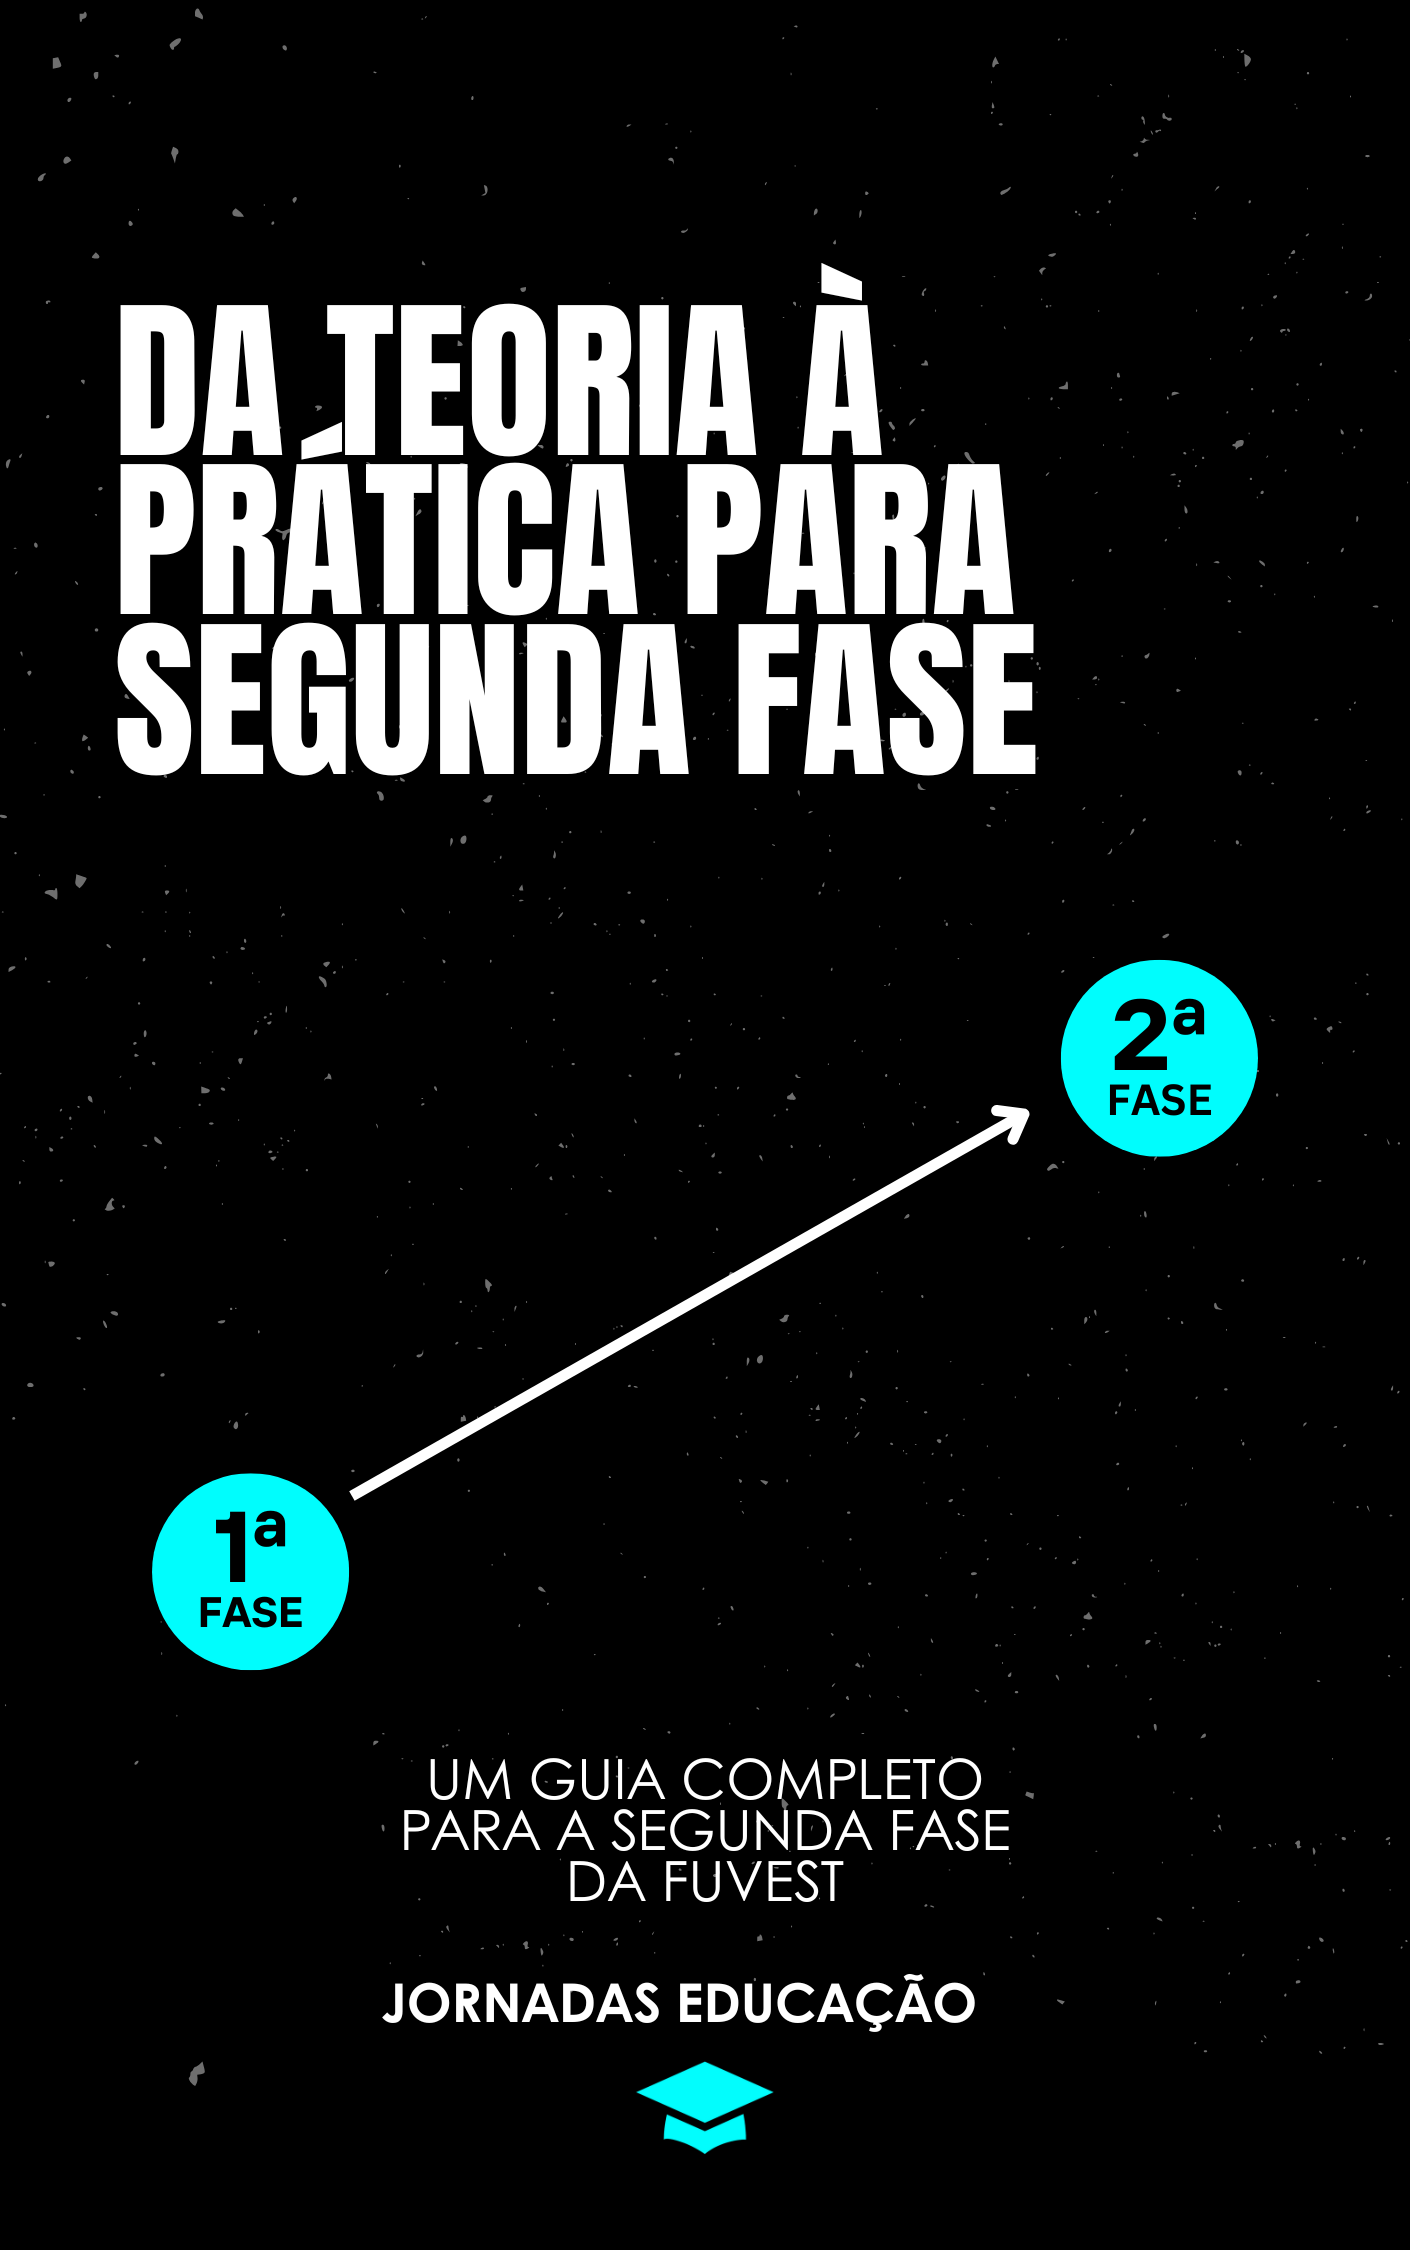 DA TEORIA À
PRÁTICA PARA
SEGUNDA FASE
2ª
FASE
1ª
FASE
UM GUIA COMPLETO
PARA A SEGUNDA FASE
DA FUVEST
JORNADAS EDUCAÇÃO